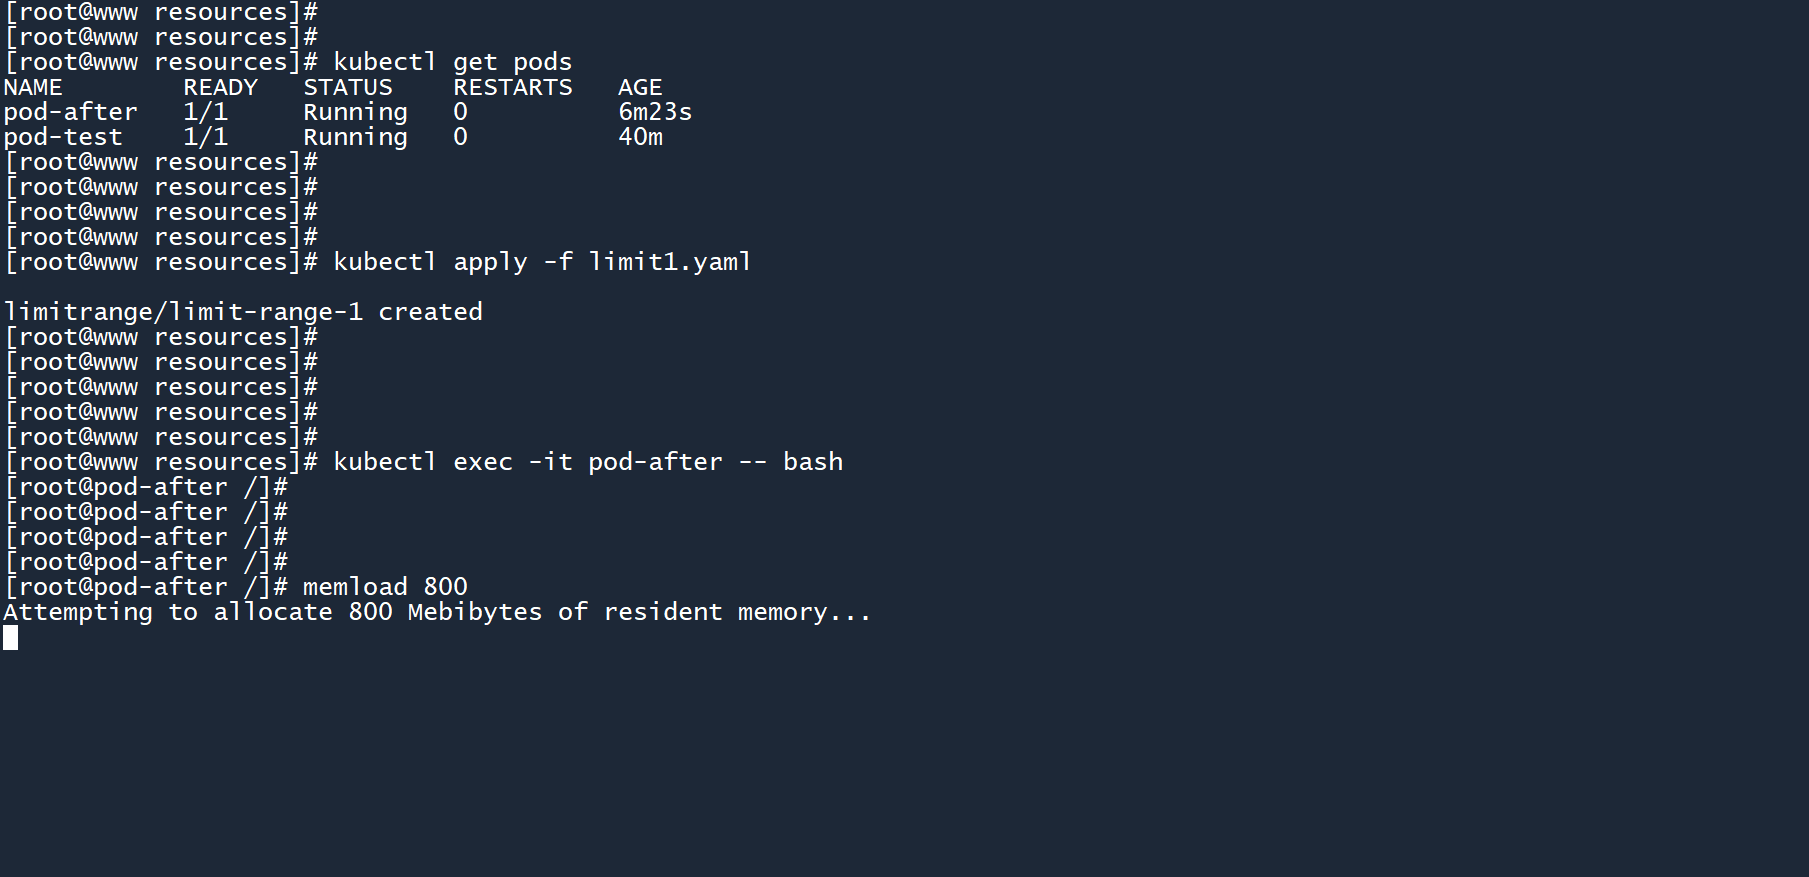 [root@www resources]#
[root@www resources]#
[root@www resources]# kubectl get pods
NAME        READY   STATUS    RESTARTS   AGE
pod-after   1/1     Running   0          6m23s
pod-test    1/1     Running   0          40m
[root@www resources]#
[root@www resources]#
[root@www resources]#
[root@www resources]#
[root@www resources]# kubectl apply -f limit1.yaml
limitrange/limit-range-1 created
[root@www resources]#
[root@www resources]#
[root@www resources]#
[root@www resources]#
[root@www resources]#
[root@www resources]# kubectl exec -it pod-after -- bash
[root@pod-after /]#
[root@pod-after /]#
[root@pod-after /]#
[root@pod-after /]#
[root@pod-after /]# memload 800
Attempting to allocate 800 Mebibytes of resident memory...